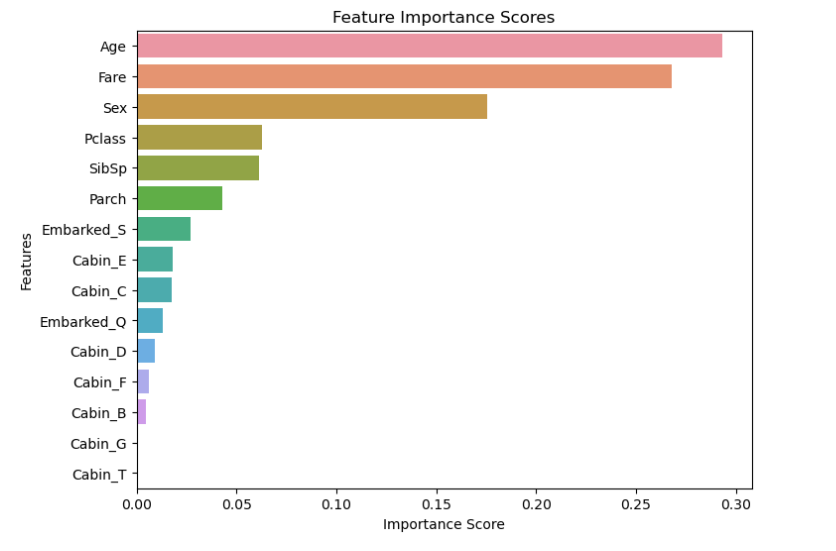 Feature Importance Scores
Age
Fare
Sex
Pclass
SibSp
Parch
Embarked_S
Cabin_E
Cabin_C
Embarked_Q
Cabin_D
Cabin_F
Cabin_B
Cabin_G
Cabin_T
Features
0.00 0.05 0.10 0.15 0.20 0.25 0.30
Importance Score